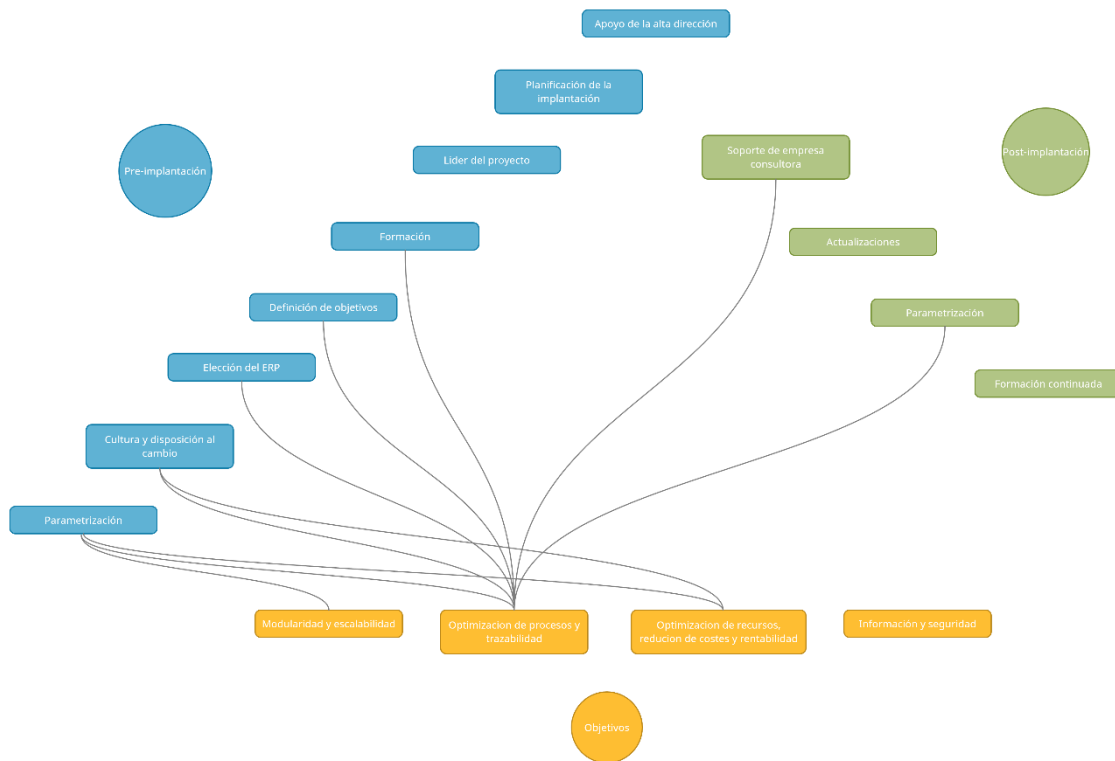 Apoyo de la alta dirección
Planificación de la
implantación
Pre-implantación
Lider del proyecto
Soporte de empresa
consultora
Post-implantación
Formación
Actualizaciones
Definición de objetivos
Parametrización
Elección del ERP
Formación continuada
Cultura y disposición al
cambio
Parametrización
Modularidad y escalabilidad
Optimizacion de procesos y
trazabilidad
Optimizacion de recursos,
reducion de costes y rentabilidad
Información y seguridad
Objetivos